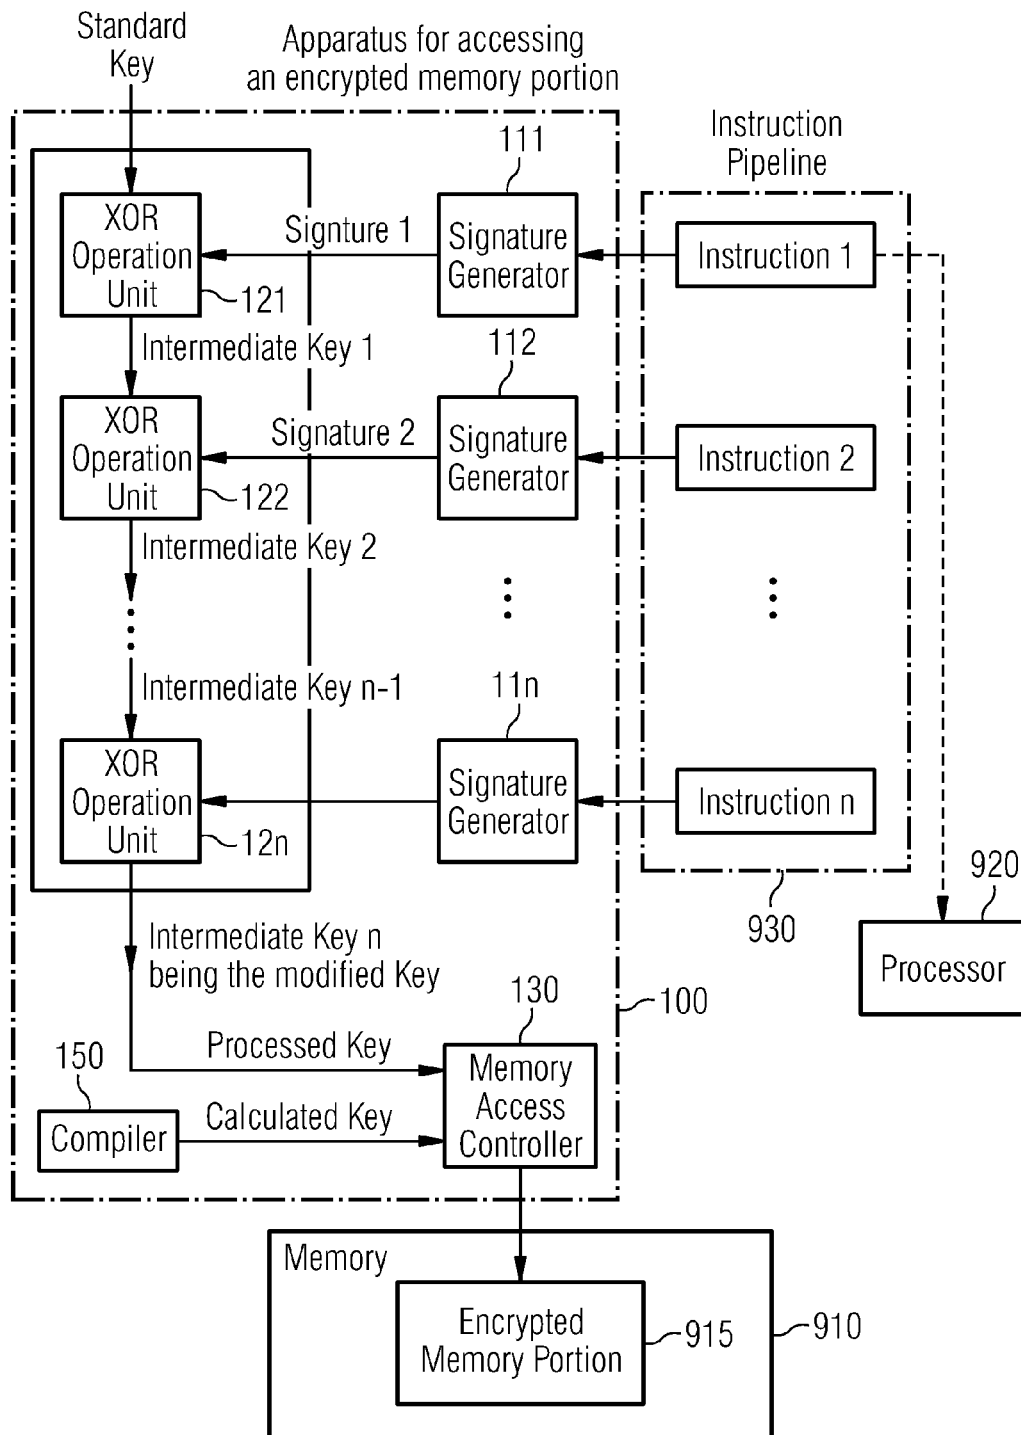 Standard
Key
Apparatus for accessing
an encrypted memory portion
Instruction
Pipeline
111
XOR
Operation
Unit
121
Signture 1
Signature
Generator
Instruction 1
Intermediate Key 1
112
XOR
Operation
Unit
122
Signature 2
Signature
Generator
Instruction 2
Intermediate Key 2
Intermediate Key n-1
11n
XOR
Operation
Unit
12n
Signature
Generator
Instruction n
930
920
Processor
Intermediate Key n
being the modified Key
130
100
Processed Key
150
Compiler
Calculated Key
Memory
Access
Controller
Memory
Encrypted
Memory Portion
915
910